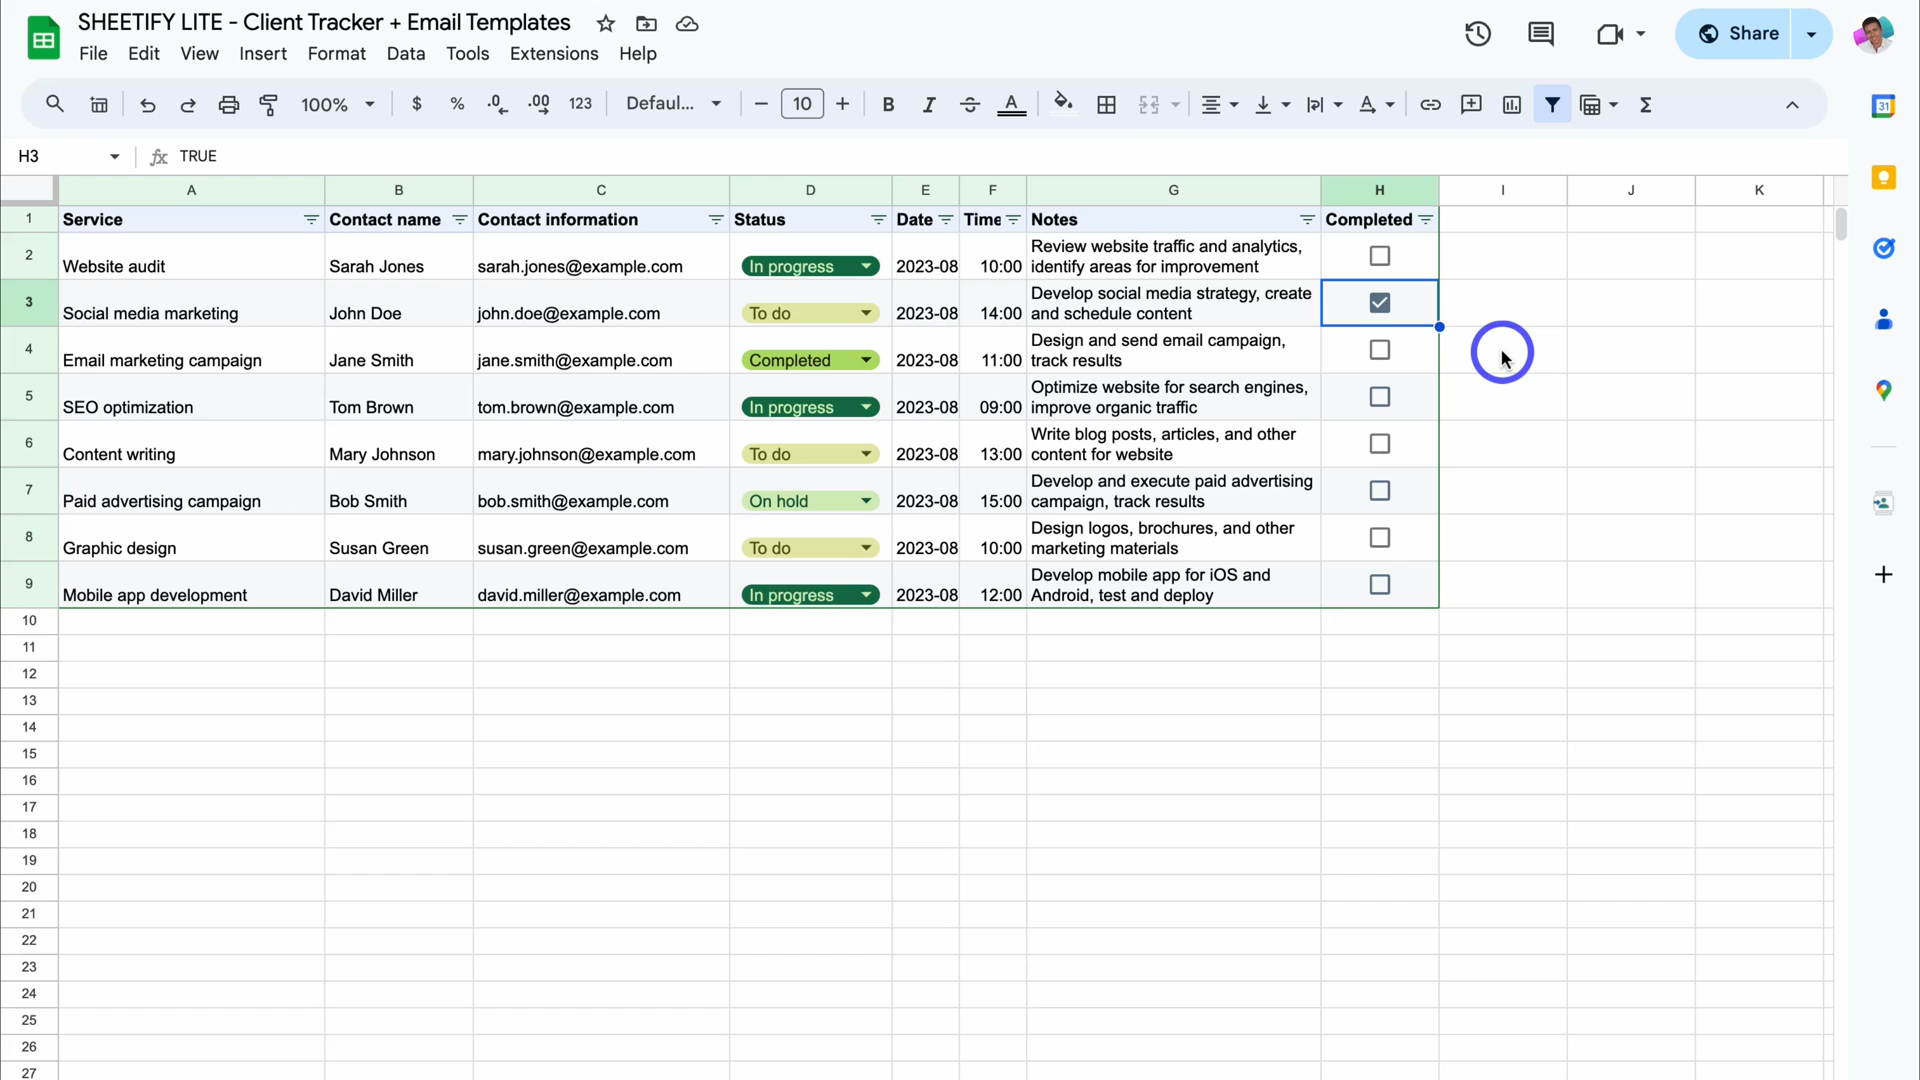 SHEETIFY LITE - Client Tracker + Email Templates
File Edit View Insert Format Data Tools Extensions Help
Share
100% $ % .0 .00 123 Defaul... 10 B I A
31
H3 fx TRUE
A B C D E F G H I J K
1 Service Contact name Contact information Status Date Time Notes Completed
2 Website audit Sarah Jones sarah.jones@example.com In progress 2023-08 10:00 Review website traffic and analytics,
identify areas for improvement
3 Social media marketing John Doe john.doe@example.com To do 2023-08 14:00 Develop social media strategy, create
and schedule content
4 Email marketing campaign Jane Smith jane.smith@example.com Completed 2023-08 11:00 Design and send email campaign,
track results
5 SEO optimization Tom Brown tom.brown@example.com In progress 2023-08 09:00 Optimize website for search engines,
improve organic traffic
6 Content writing Mary Johnson mary.johnson@example.com To do 2023-08 13:00 Write blog posts, articles, and other
content for website
7 Paid advertising campaign Bob Smith bob.smith@example.com On hold 2023-08 15:00 Develop and execute paid advertising
campaign, track results
8 Graphic design Susan Green susan.green@example.com To do 2023-08 10:00 Design logos, brochures, and other
marketing materials
9 Mobile app development David Miller david.miller@example.com In progress 2023-08 12:00 Develop mobile app for iOS and
Android, test and deploy
10
11
12
13
14
15
16
17
18
19
20
21
22
23
24
25
26
27